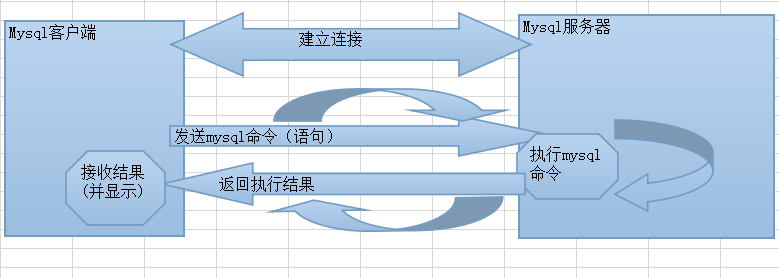 Mysql客户端
建立连接
Mysql服务器
发送mysql命令（语句）
执行mysql
命令
接收结果
(并显示)
返回执行结果